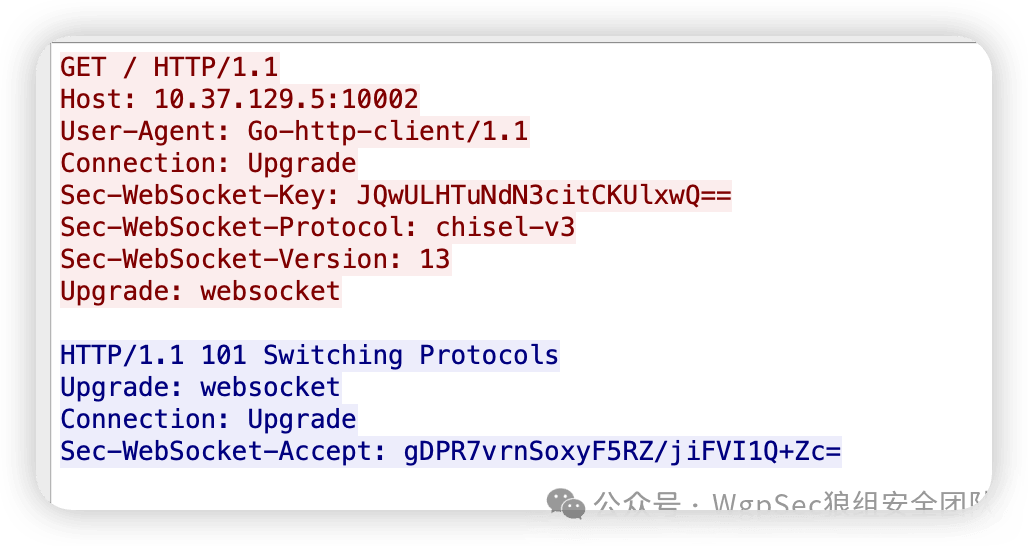 GET / HTTP/1.1
Host: 10.37.129.5:10002
User-Agent: Go-http-client/1.1
Connection: Upgrade
Sec-WebSocket-Key: JQwULHTuNdN3citCKUlxwQ==
Sec-WebSocket-Protocol: chisel-v3
Sec-WebSocket-Version: 13
Upgrade: websocket
HTTP/1.1 101 Switching Protocols
Upgrade: websocket
Connection: Upgrade
Sec-WebSocket-Accept: gDPR7vrnSoxyF5RZ/jiFVI1Q+Zc=
公众号 · WgpSec狼组安全团队